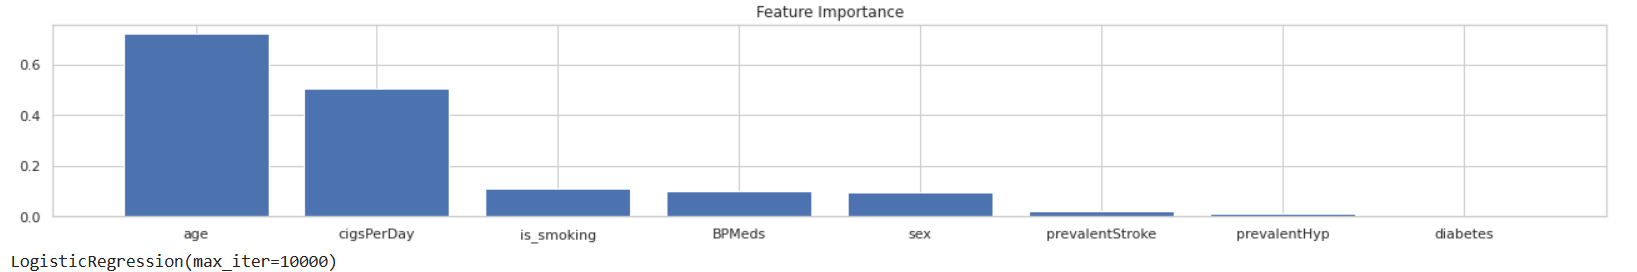 Feature Importance
0.6
0.4
0.2
0.0
age cigsPerDay is_smoking BPMeds sex prevalentStroke prevalentHyp diabetes
LogisticRegression(max_iter=10000)